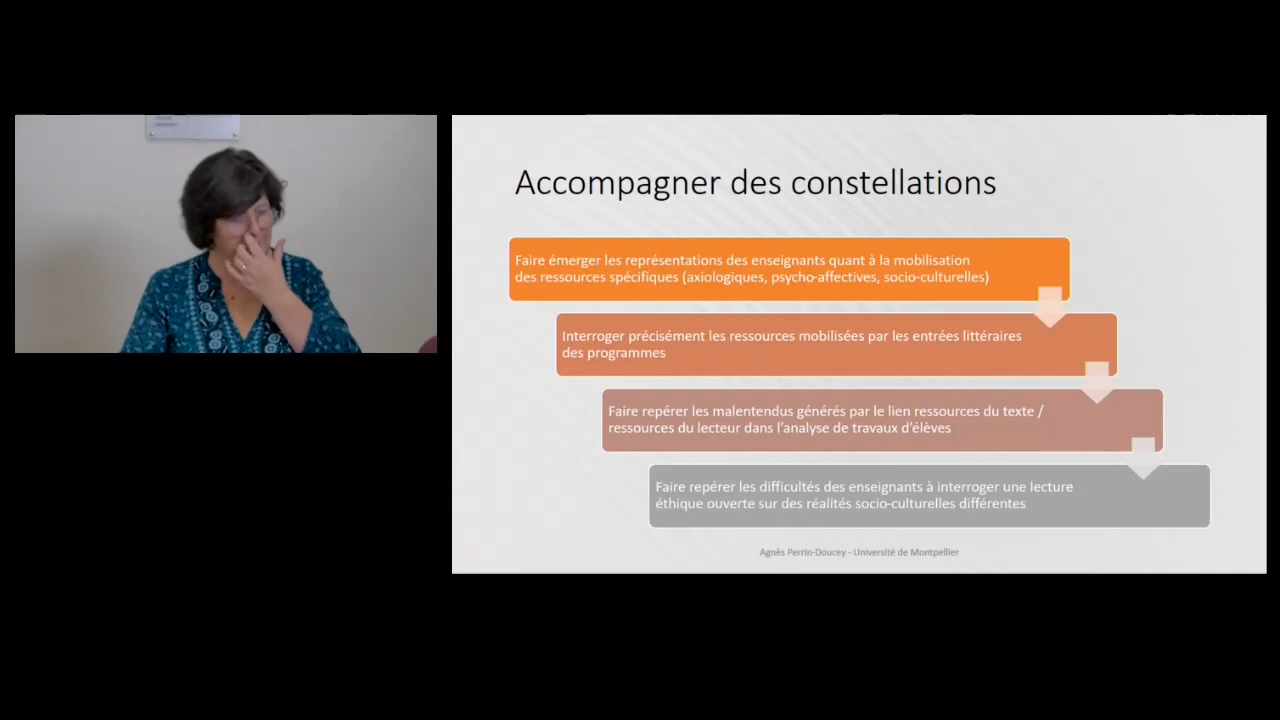 Accompagner des constellations
Faire émerger les représentations des enseignants quant à la mobilisation
des ressources spécifiques (axiologiques, psycho-affectives, socio-culturelles)
Interroger précisément les ressources mobilisées par les entrées littéraires
des programmes
Faire repérer les malentendus générés par le lien ressources du texte /
ressources du lecteur dans l'analyse de travaux d'élèves
Faire repérer les difficultés des enseignants à interroger une lecture
éthique ouverte sur des réalités socio-culturelles différentes
Agnès Perrin-Doucey - Université de Montpellier